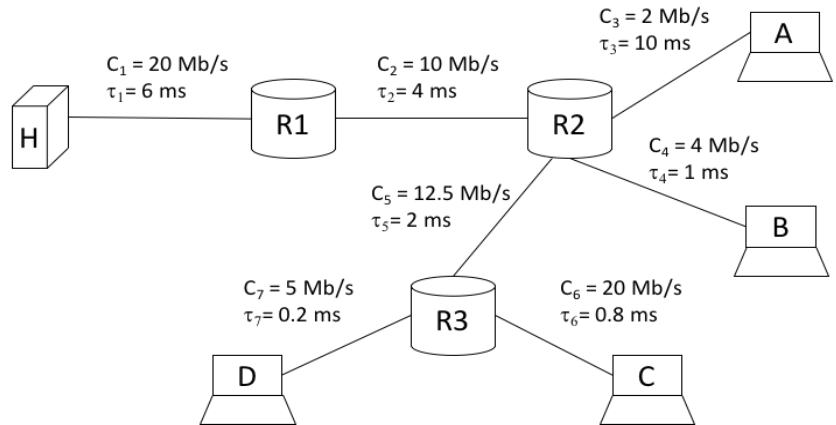 C₃ = 2 Mb/s
τ₃= 10 ms
A
C₁ = 20 Mb/s
τ₁= 6 ms
C₂ = 10 Mb/s
τ₂= 4 ms
H
R1
R2
C₄ = 4 Mb/s
τ₄= 1 ms
C₅ = 12.5 Mb/s
τ₅= 2 ms
B
C₇ = 5 Mb/s
τ₇= 0.2 ms
R3
C₆ = 20 Mb/s
τ₆= 0.8 ms
D
C